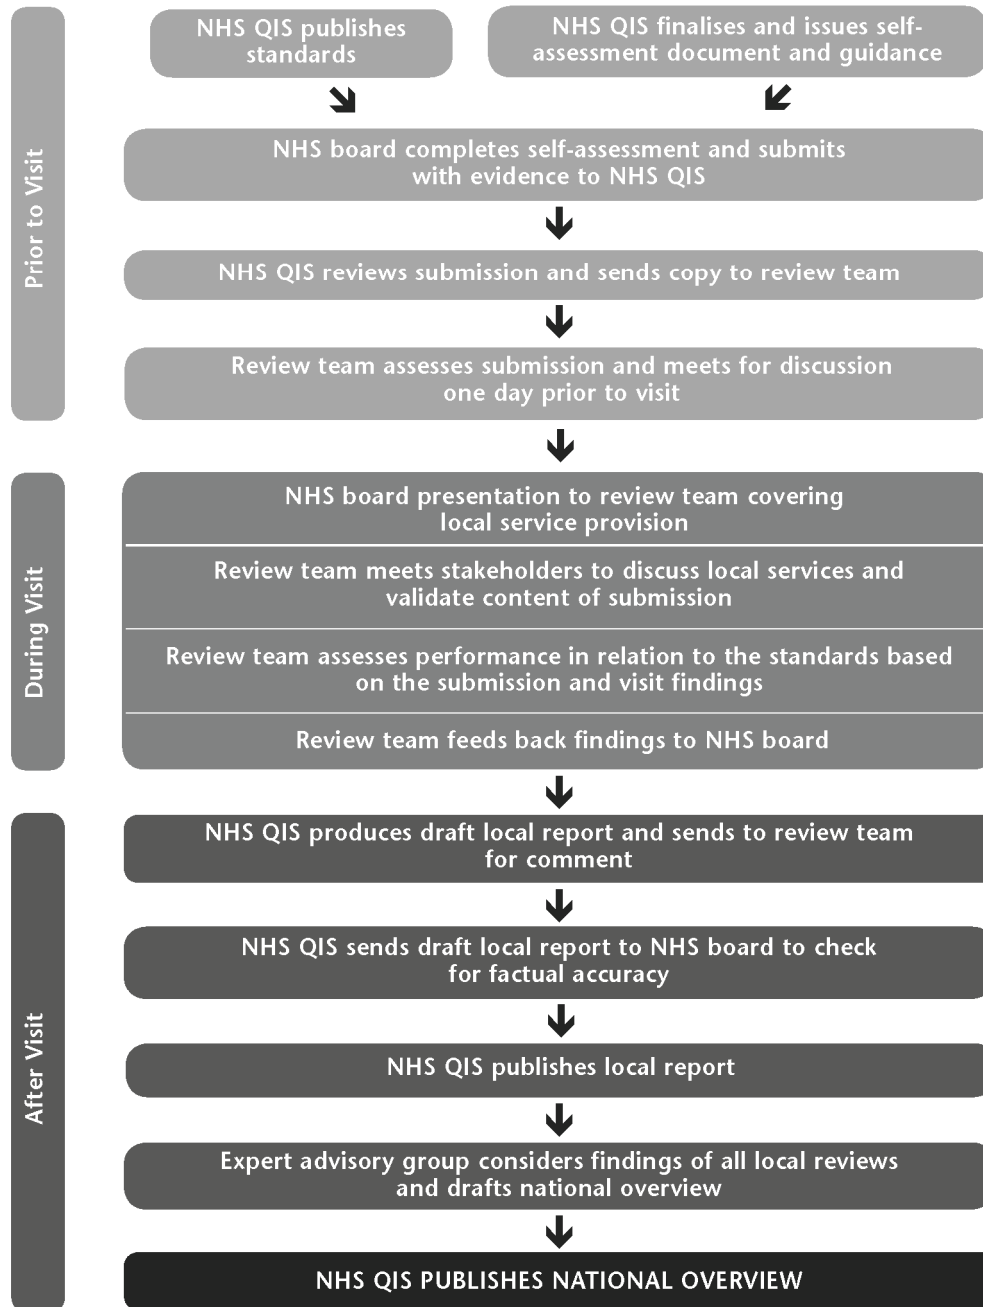 Prior to Visit
NHS QIS publishes
standards
NHS QIS finalises and issues self-
assessment document and guidance
NHS board completes self-assessment and submits
with evidence to NHS QIS
NHS QIS reviews submission and sends copy to review team
Review team assesses submission and meets for discussion
one day prior to visit
During Visit
NHS board presentation to review team covering
local service provision
Review team meets stakeholders to discuss local services and
validate content of submission
Review team assesses performance in relation to the standards based
on the submission and visit findings
Review team feeds back findings to NHS board
After Visit
NHS QIS produces draft local report and sends to review team
for comment
NHS QIS sends draft local report to NHS board to check
for factual accuracy
NHS QIS publishes local report
Expert advisory group considers findings of all local reviews
and drafts national overview
NHS QIS PUBLISHES NATIONAL OVERVIEW